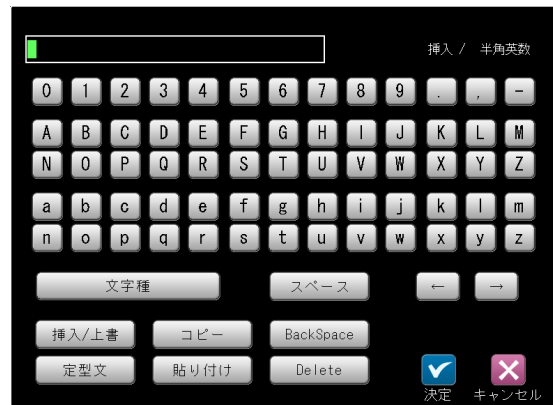 挿入 / 半角英数
0 1 2 3 4 5 6 7 8 9 . , -
A B C D E F G H I J K L M
N O P Q R S T U V W X Y Z
a b c d e f g h i j k l m
n o p q r s t u v w x y z
文字種 スペース ← →
挿入/上書 コピー BackSpace
定型文 貼り付け Delete
決定 キャンセル